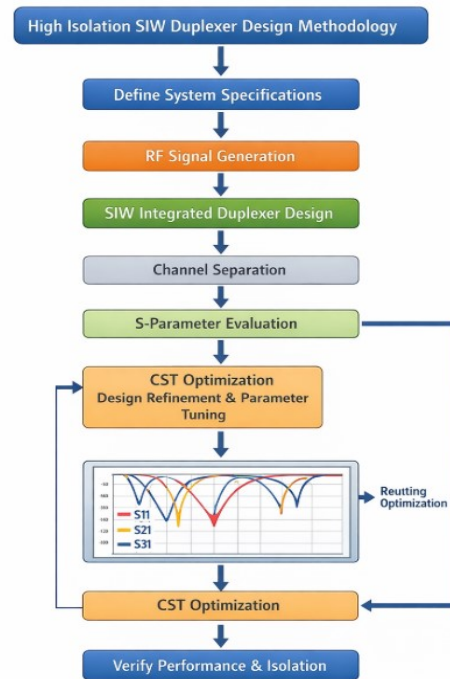 High Isolation SIW Duplexer Design Methodology
Define System Specifications
RF Signal Generation
SIW Integrated Duplexer Design
Channel Separation
S-Parameter Evaluation
CST Optimization
Design Refinement & Parameter
Tuning
S11
S21
S31
Reutting
Optimization
CST Optimization
Verify Performance & Isolation